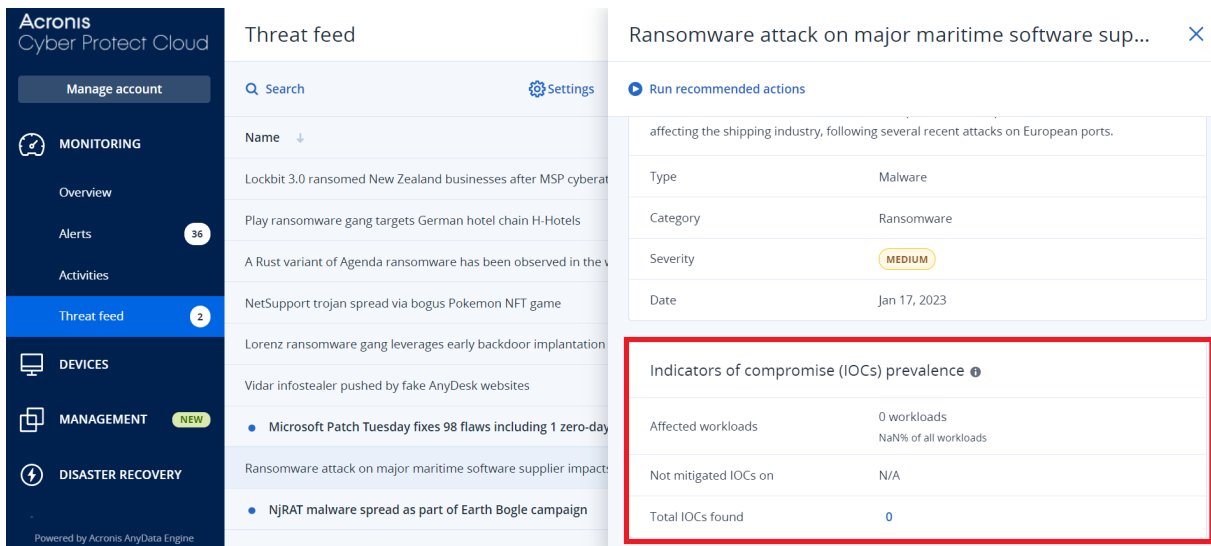 Acronis
Cyber Protect Cloud
Manage account
MONITORING
Overview
Alerts 36
Activities
Threat feed 2
DEVICES
MANAGEMENT NEW
DISASTER RECOVERY
Powered by Acronis AnyData Engine
Threat feed
Search Settings
Name ↓
Lockbit 3.0 ransomed New Zealand businesses after MSP
Play ransomware gang targets German hotel chain H-Hotels
A Rust variant of Agenda ransomware has been observed in the
NetSupport trojan spread via bogus Pokemon NFT game
Lorenz ransomware gang leverages early backdoor implantation
Vidar infostealer pushed by fake AnyDesk websites
Microsoft Patch Tuesday fixes 98 flaws including 1 zero-day
Ransomware attack on major maritime software supplier impacts
NjRAT malware spread as part of Earth Bogle campaign
Ransomware attack on major maritime software sup...
Run recommended actions
affecting the shipping industry, following several recent attacks on European ports.
Type Malware
Category Ransomware
Severity MEDIUM
Date Jan 17, 2023
Indicators of compromise (IOCs) prevalence
Affected workloads 0 workloads
NaN% of all workloads
Not mitigated IOCs on N/A
Total IOCs found 0